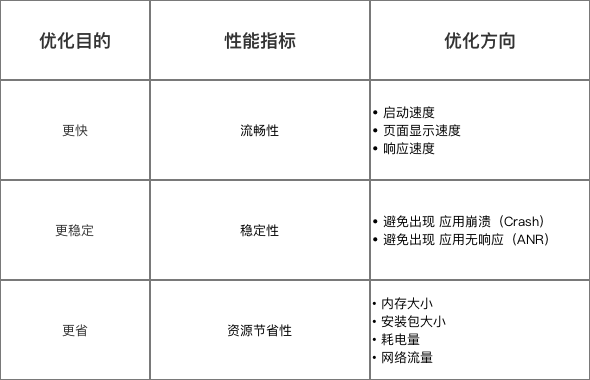 优化目的
性能指标
优化方向
更快
流畅性
• 启动速度
• 页面显示速度
• 响应速度
更稳定
稳定性
• 避免出现 应用崩溃（Crash）
• 避免出现 应用无响应（ANR）
更省
资源节省性
• 内存大小
• 安装包大小
• 耗电量
• 网络流量